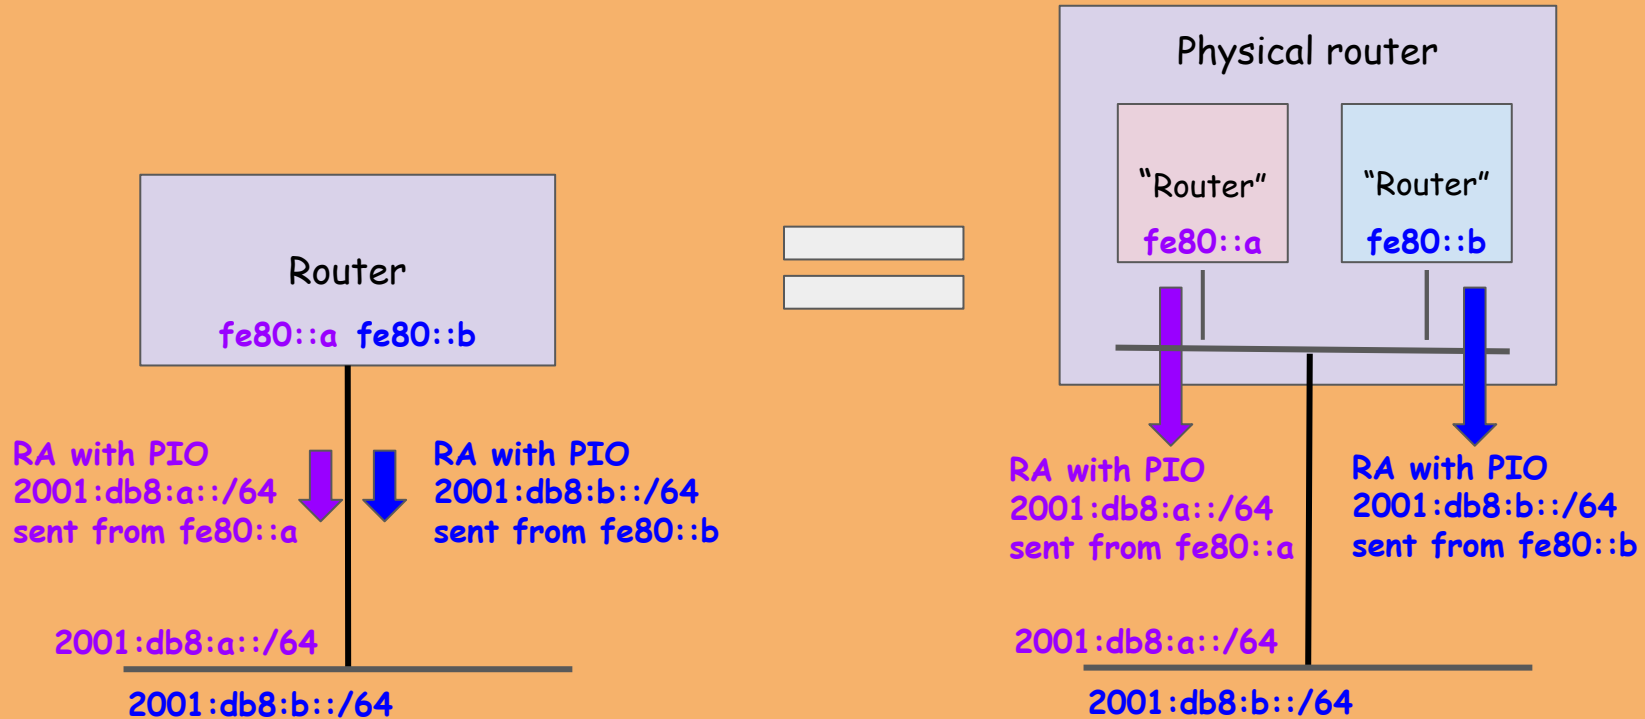 Router
fe80::a fe80::b
RA with PIO
2001:db8:a::/64
sent from fe80::a
RA with PIO
2001:db8:b::/64
sent from fe80::b
2001:db8:a::/64
2001:db8:b::/64
Physical router
“Router”
fe80::a
“Router”
fe80::b
RA with PIO
2001:db8:a::/64
sent from fe80::a
RA with PIO
2001:db8:b::/64
sent from fe80::b
2001:db8:a::/64
2001:db8:b::/64